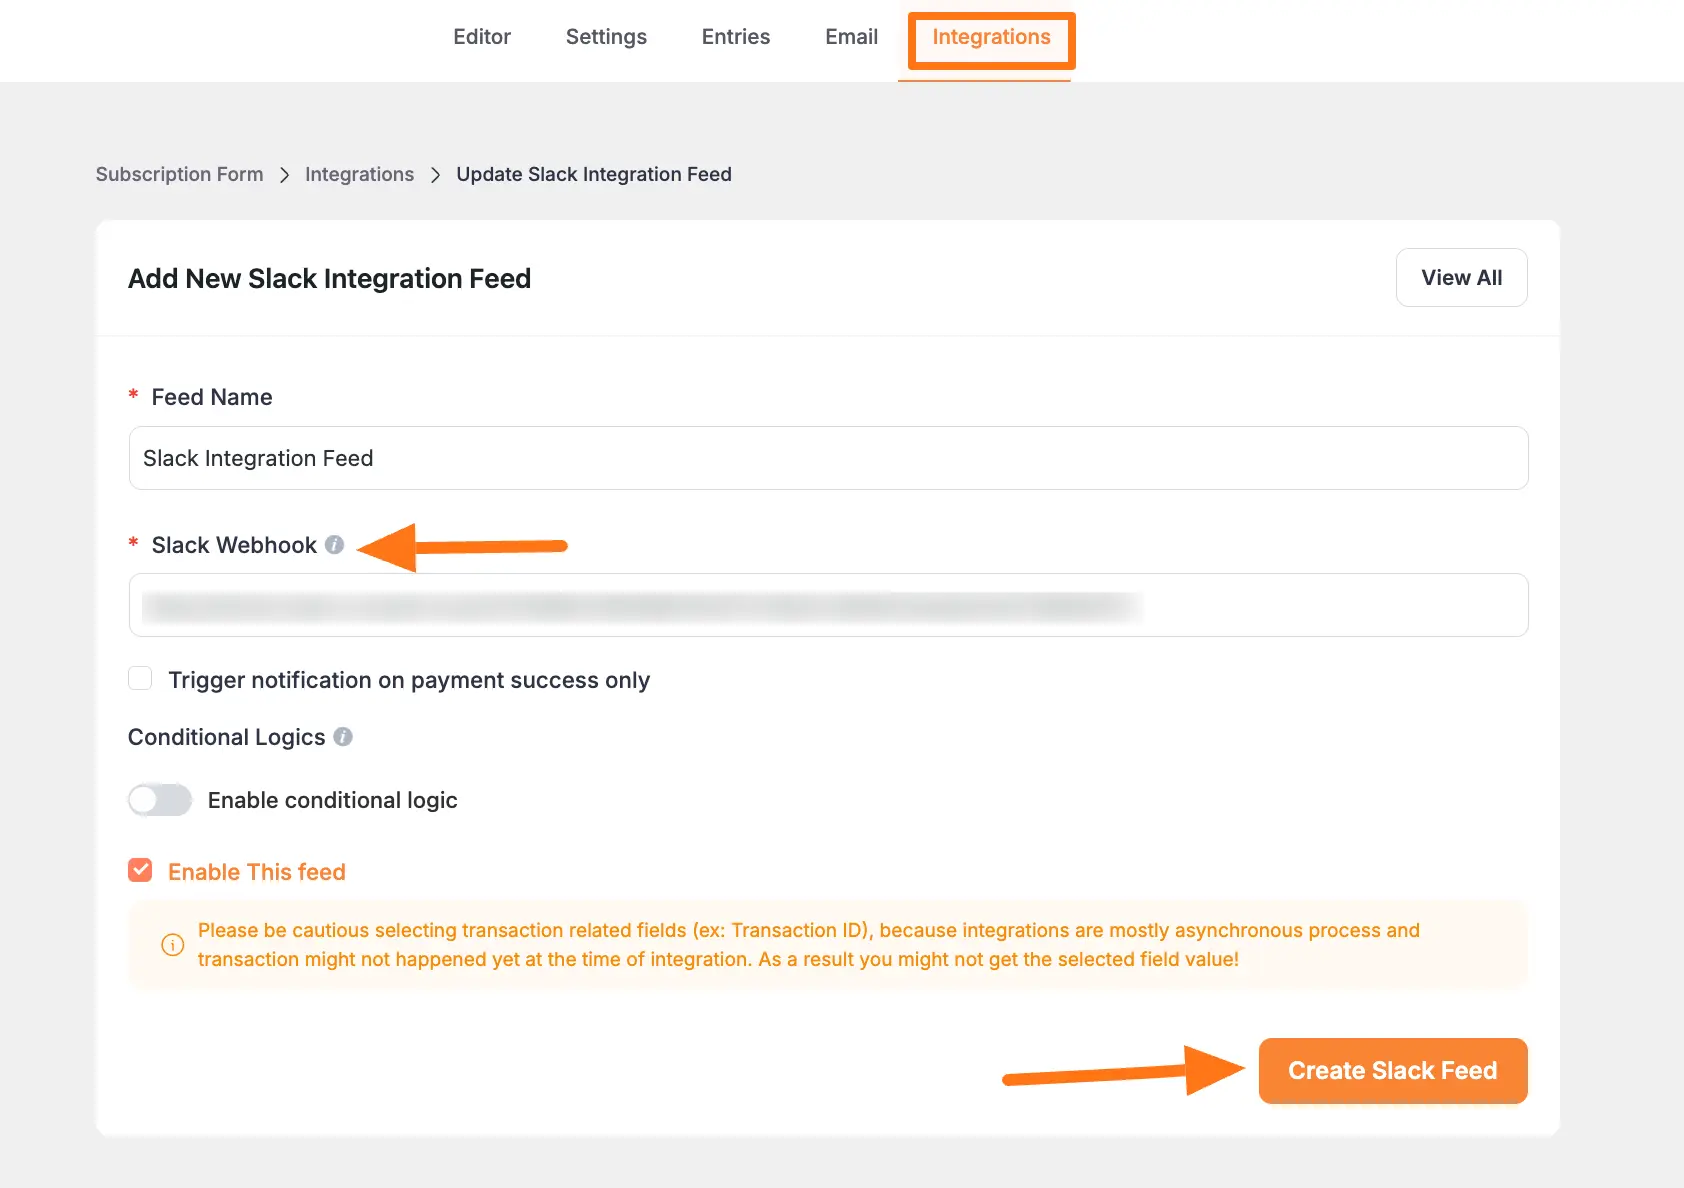 Editor Settings Entries Email Integrations
Subscription Form > Integrations > Update Slack Integration Feed
Add New Slack Integration Feed
View All
* Feed Name
Slack Integration Feed
* Slack Webhook
Trigger notification on payment success only
Conditional Logics
Enable conditional logic
Enable This feed
Please be cautious selecting transaction related fields (ex: Transaction ID), because integrations are mostly asynchronous process and
transaction might not happened yet at the time of integration. As a result you might not get the selected field value!
Create Slack Feed